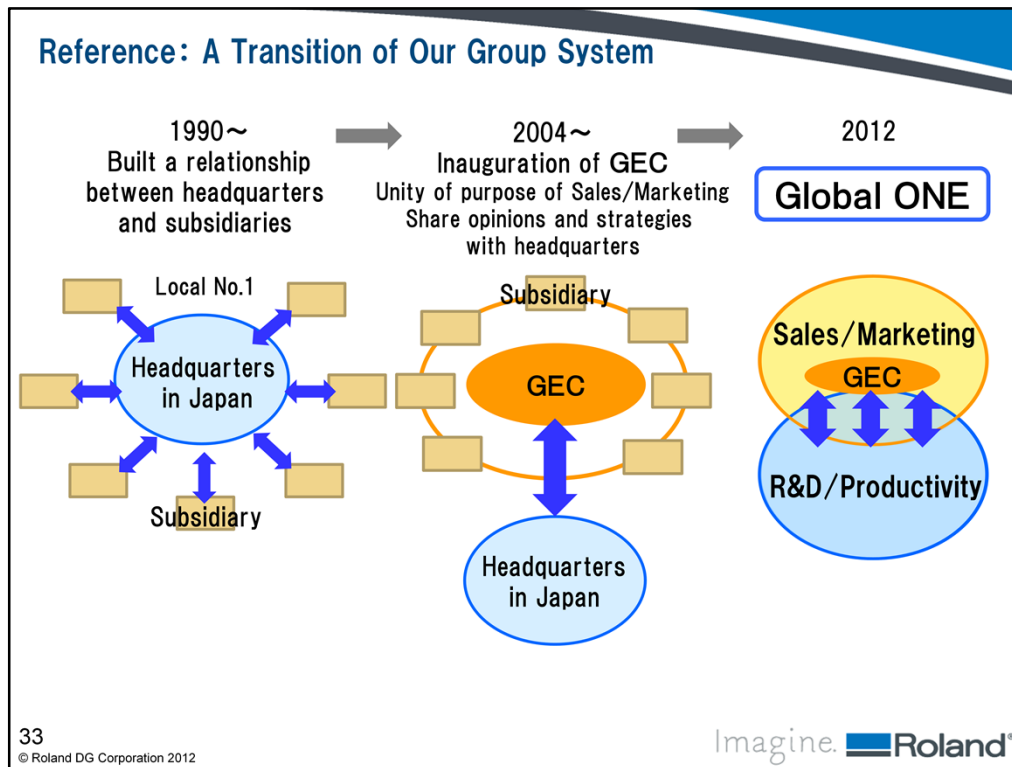 Reference: A Transition of Our Group System
1990～
Built a relationship
between headquarters
and subsidiaries
2004～
Inauguration of GEC
Unity of purpose of Sales/Marketing
Share opinions and strategies
with headquarters
2012
Global ONE
Local No.1
Headquarters
in Japan
Subsidiary
Subsidiary
GEC
Headquarters
in Japan
Sales/Marketing
GEC
R&D/Productivity
33
© Roland DG Corporation 2012
Imagine. Roland®